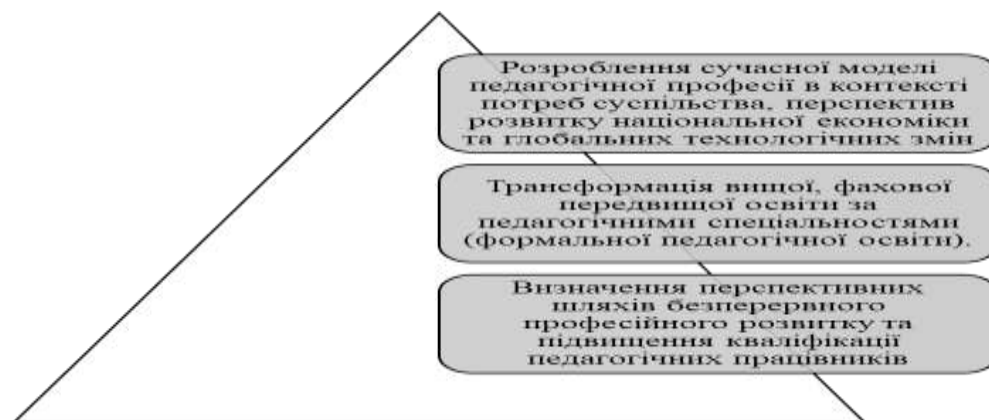 Розроблення сучасної моделі
педагогічної професії в контексті
потреб суспільства, перспектив
розвитку національної економіки
та глобальних технологічних змін
Трансформація вищої, фахової
передвищої освіти за
педагогічними спеціальностями
(формальної педагогічної освіти).
Визначення перспективних
шляхів безперервного
професійного розвитку та
підвищення кваліфікації
педагогічних працівників